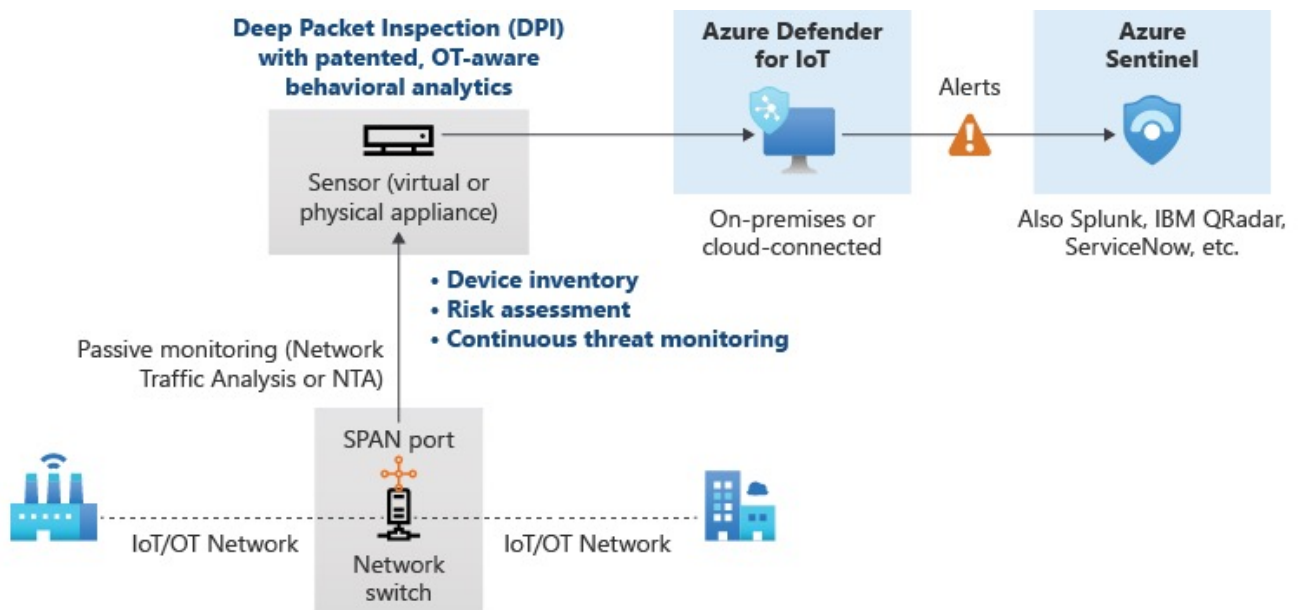 Deep Packet Inspection (DPI)
with patented, OT-aware
behavioral analytics
Sensor (virtual or
physical appliance)
Azure Defender
for IoT
On-premises or
cloud-connected
Alerts
Azure
Sentinel
Also Splunk, IBM QRadar,
ServiceNow, etc.
• Device inventory
• Risk assessment
• Continuous threat monitoring
Passive monitoring (Network
Traffic Analysis or NTA)
SPAN port
IoT/OT Network
Network
switch
IoT/OT Network